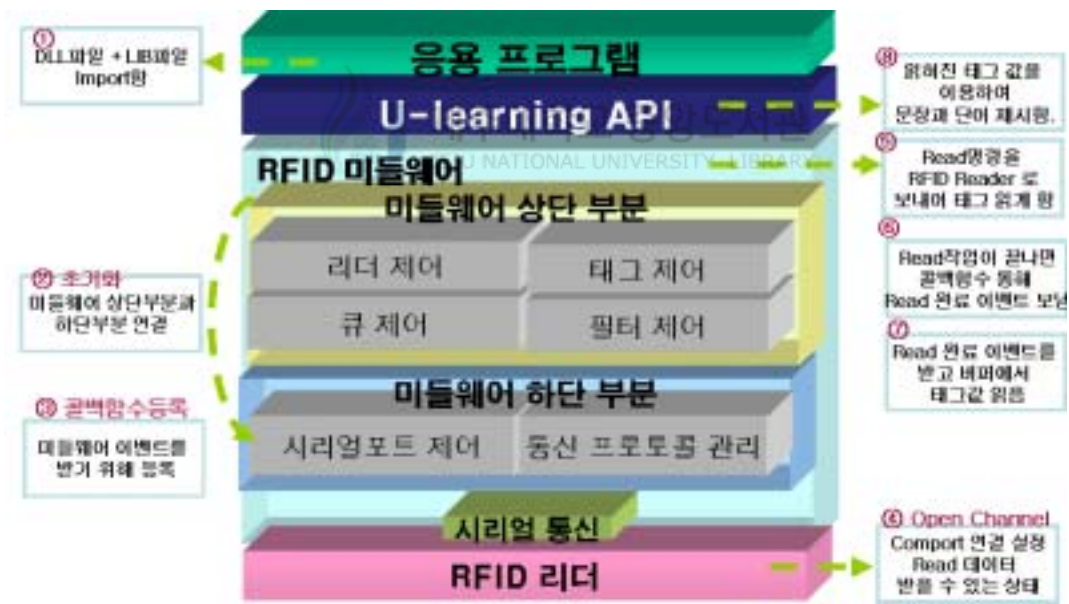 ①
DLL파일 + LIB파일
Import함
응용 프로그램
U-learning API
RFID 미들웨어
미들웨어 상단 부분
리더 제어
태그 제어
큐 제어
필터 제어
미들웨어 하단 부분
시리얼포트 제어
통신 프로토콜 관리
시리얼 통신
RFID 리더
② 초기화
미들웨어 상단부분과
하단부분 연결
③ 콜백함수등록
미들웨어 이벤트를
받기 위해 등록
④ Open Channel
Comport 연결 설정
Read 데이터
받을 수 있는 상태
⑤
Read명령을
RFID Reader 로
보내어 태그 읽게 함
⑥
Read작업이 끝나면
콜백함수 통해
Read 완료 이벤트 보냄
⑦
Read 완료 이벤트를
받고 버퍼에서
태그값 읽음
⑧
읽혀진 태그 값을
이용하여
문장과 단어 제시함.
NATIONAL UNIVERSITY LIBRARY